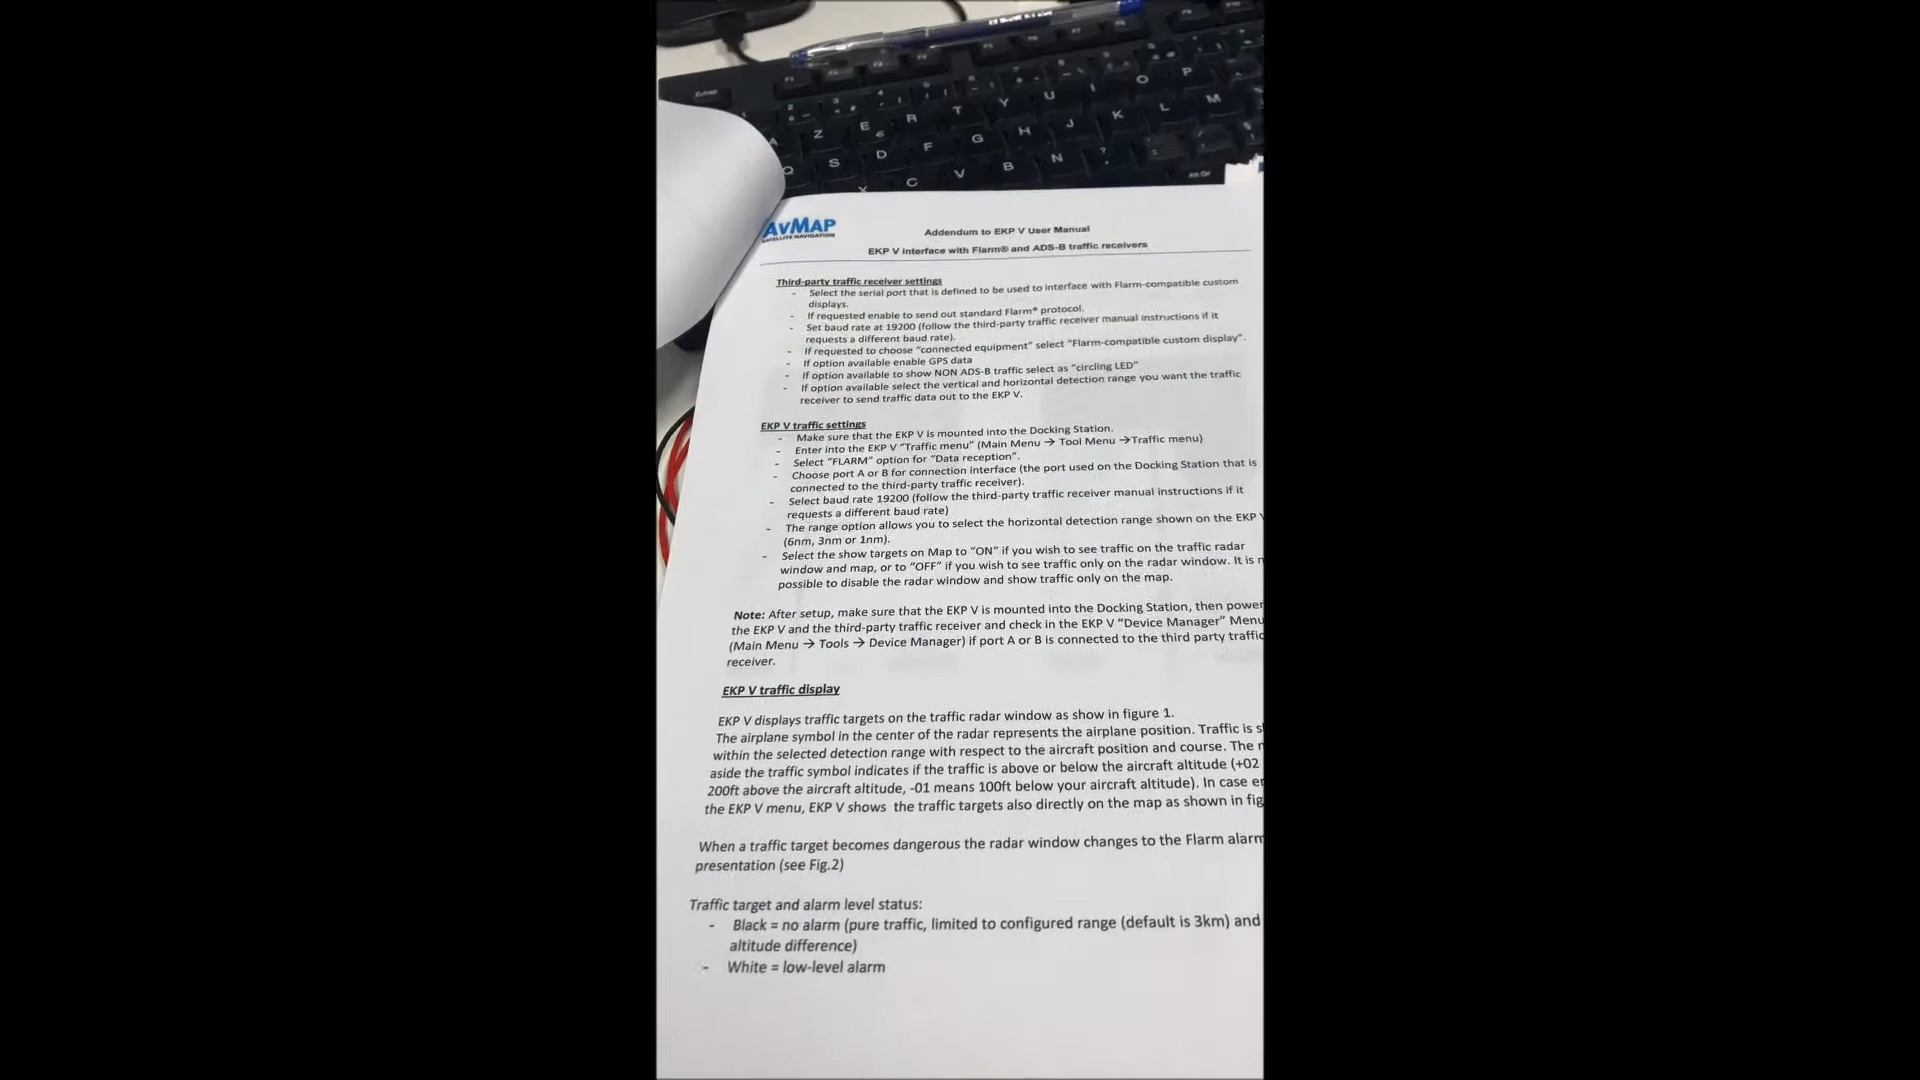 Z E R T Y U I O P
Q S D F G H J K L M
C V B N
AvMAP
SATELLITE NAVIGATION
Addendum to EKP V User Manual
EKP V interface with Flarm® and ADS-B traffic receivers
Third-party traffic receiver settings
- Select the serial port that is defined to be used to interface with Flarm-compatible custom
displays.
- If requested enable to send out standard Flarm® protocol.
- Set baud rate at 19200 (follow the third-party traffic receiver manual instructions if it
requests a different baud rate).
- If requested to choose “connected equipment” select “Flarm-compatible custom display”.
- If option available enable GPS data
- If option available to show NON ADS-B traffic select as “circling LED”
- If option available select the vertical and horizontal detection range you want the traffic
receiver to send traffic data out to the EKP V.
EKP V traffic settings
- Make sure that the EKP V is mounted into the Docking Station.
- Enter into the EKP V “Traffic menu” (Main Menu → Tool Menu →Traffic menu)
- Select “FLARM” option for “Data reception”.
- Choose port A or B for connection interface (the port used on the Docking Station that is
connected to the third-party traffic receiver).
- Select baud rate 19200 (follow the third-party traffic receiver manual instructions if it
requests a different baud rate)
- The range option allows you to select the horizontal detection range shown on the EKP V
(6nm, 3nm or 1nm).
- Select the show targets on Map to “ON” if you wish to see traffic on the traffic radar
window and map, or to “OFF” if you wish to see traffic only on the radar window. It is
possible to disable the radar window and show traffic only on the map.
Note: After setup, make sure that the EKP V is mounted into the Docking Station, then power
the EKP V and the third-party traffic receiver and check in the EKP V “Device Manager” Menu
(Main Menu → Tools → Device Manager) if port A or B is connected to the third party traffic
receiver.
EKP V traffic display
EKP V displays traffic targets on the traffic radar window as show in figure 1.
The airplane symbol in the center of the radar represents the airplane position. Traffic is
within the selected detection range with respect to the aircraft position and course. The
aside the traffic symbol indicates if the traffic is above or below the aircraft altitude (+02
200ft above the aircraft altitude, -01 means 100ft below your aircraft altitude). In case
the EKP V menu, EKP V shows the traffic targets also directly on the map as shown in fig
When a traffic target becomes dangerous the radar window changes to the Flarm alarm
presentation (see Fig.2)
Traffic target and alarm level status:
- Black = no alarm (pure traffic, limited to configured range (default is 3km) and
altitude difference)
- White = low-level alarm